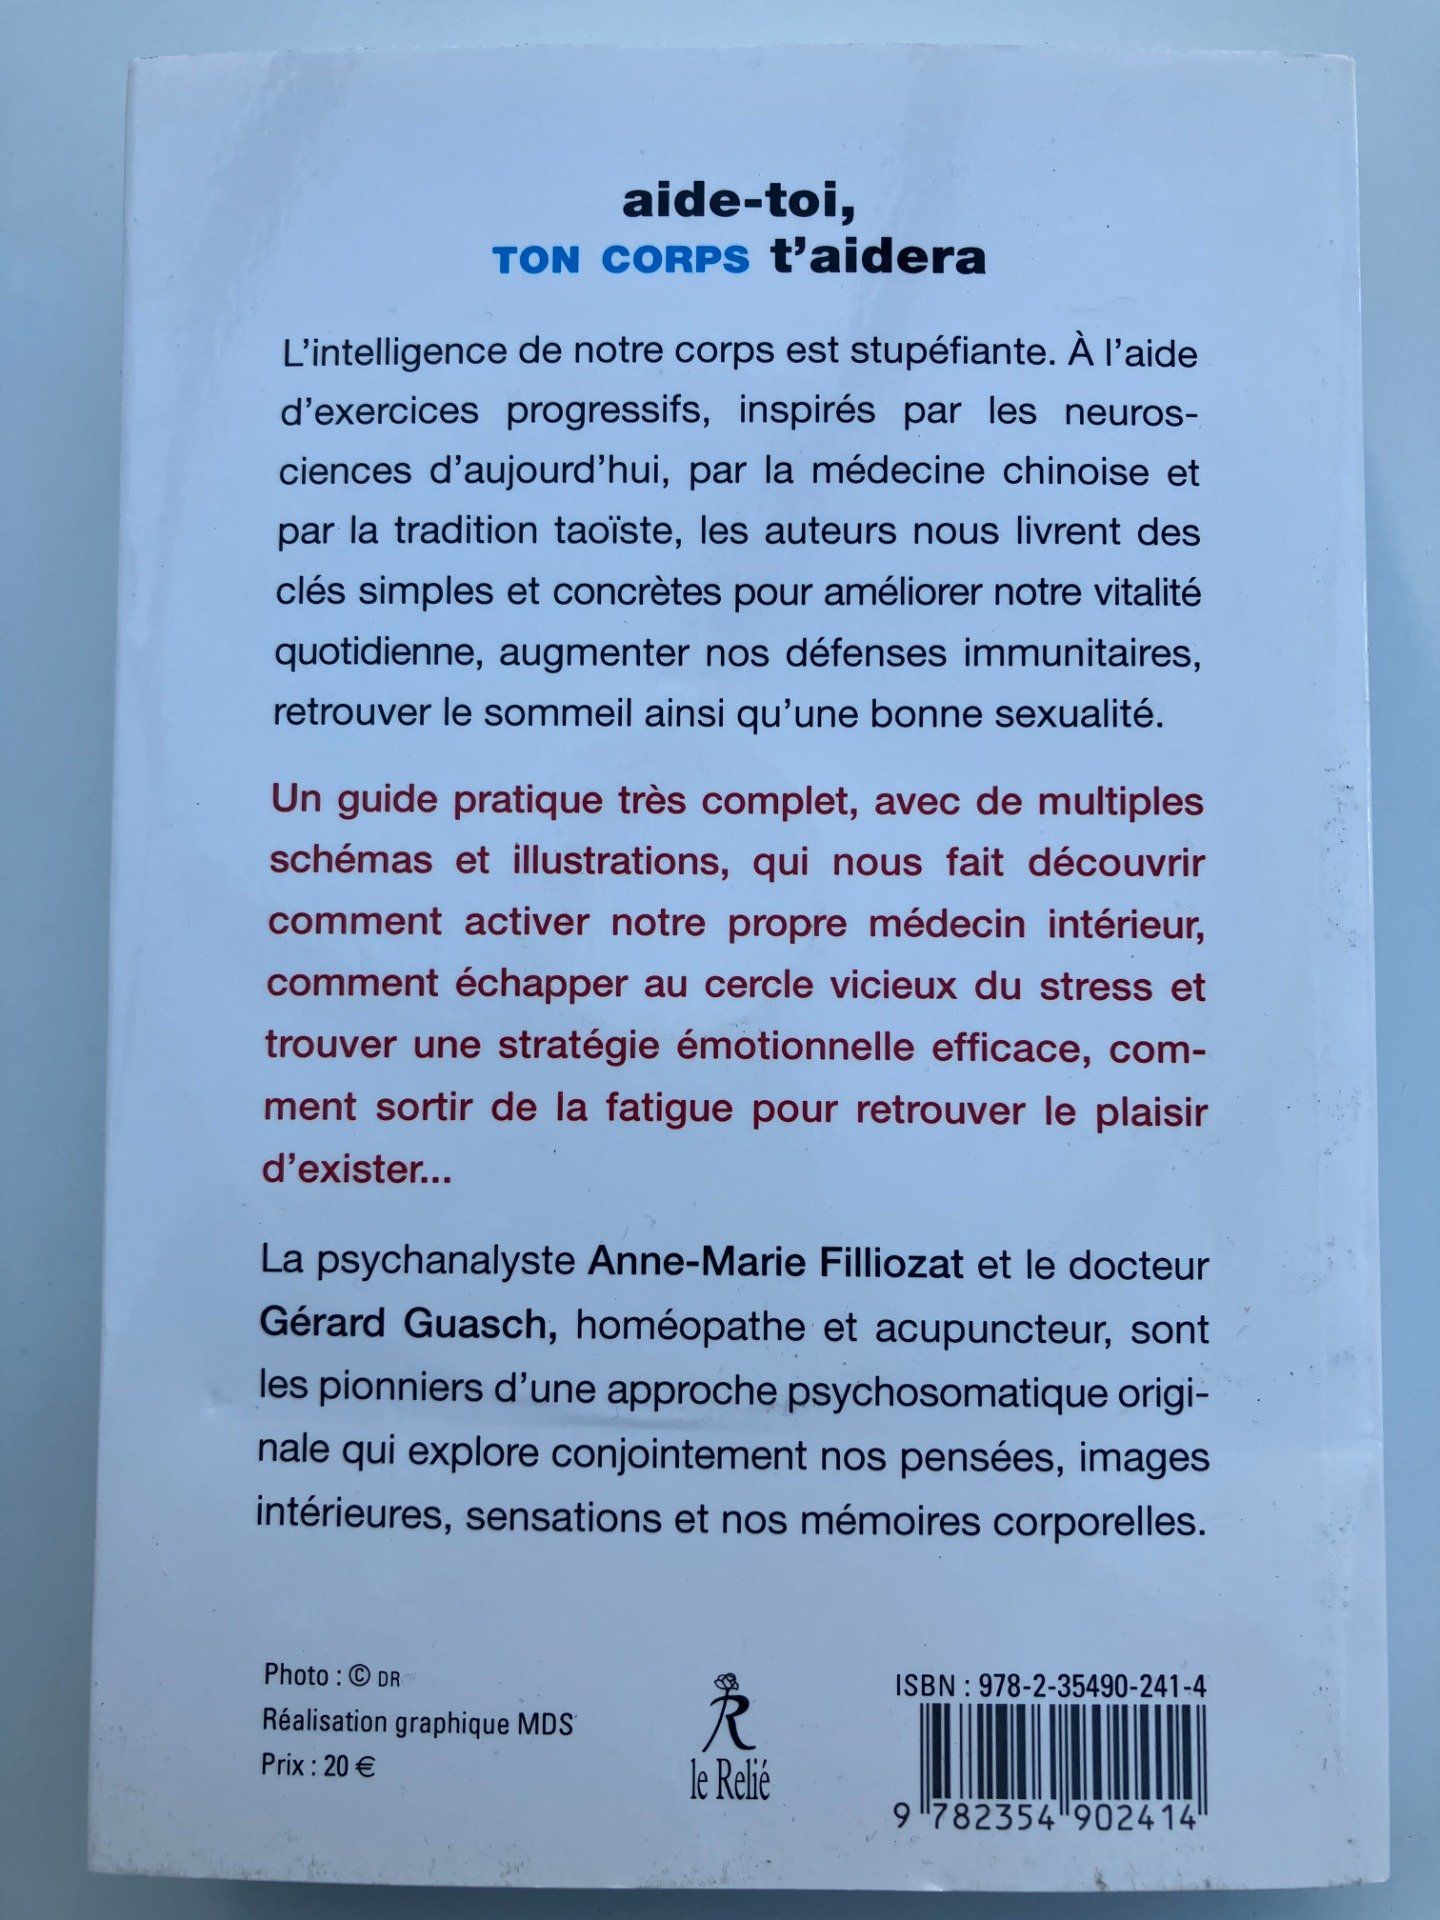 aide-toi,
TON CORPS t’aidera
L’intelligence de notre corps est stupéfiante. À l’aide
d’exercices progressifs, inspirés par les neuros-
ciences d’aujourd’hui, par la médecine chinoise et
par la tradition taoïste, les auteurs nous livrent des
clés simples et concrètes pour améliorer notre vitalité
quotidienne, augmenter nos défenses immunitaires,
retrouver le sommeil ainsi qu’une bonne sexualité.
Un guide pratique très complet, avec de multiples
schémas et illustrations, qui nous fait découvrir
comment activer notre propre médecin intérieur,
comment échapper au cercle vicieux du stress et
trouver une stratégie émotionnelle efficace, com-
ment sortir de la fatigue pour retrouver le plaisir
d’exister...
La psychanalyste Anne-Marie Filliozat et le docteur
Gérard Guasch, homéopathe et acupuncteur, sont
les pionniers d’une approche psychosomatique origi-
nale qui explore conjointement nos pensées, images
intérieures, sensations et nos mémoires corporelles.
Photo : © DR
Réalisation graphique MDS
Prix : 20 €
R
le Relié
ISBN : 978-2-35490-241-4
9 782354 902414